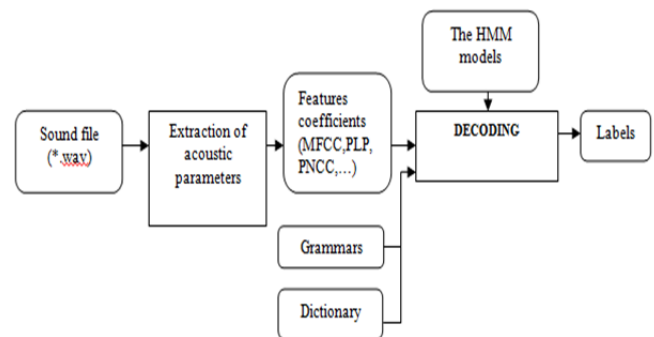 The HMM
models
Sound file
(*.wav)
Extraction of
acoustic
parameters
Features
coefficients
(MFCC,PLP,
PNCC,...)
DECODING
Labels
Grammars
Dictionary